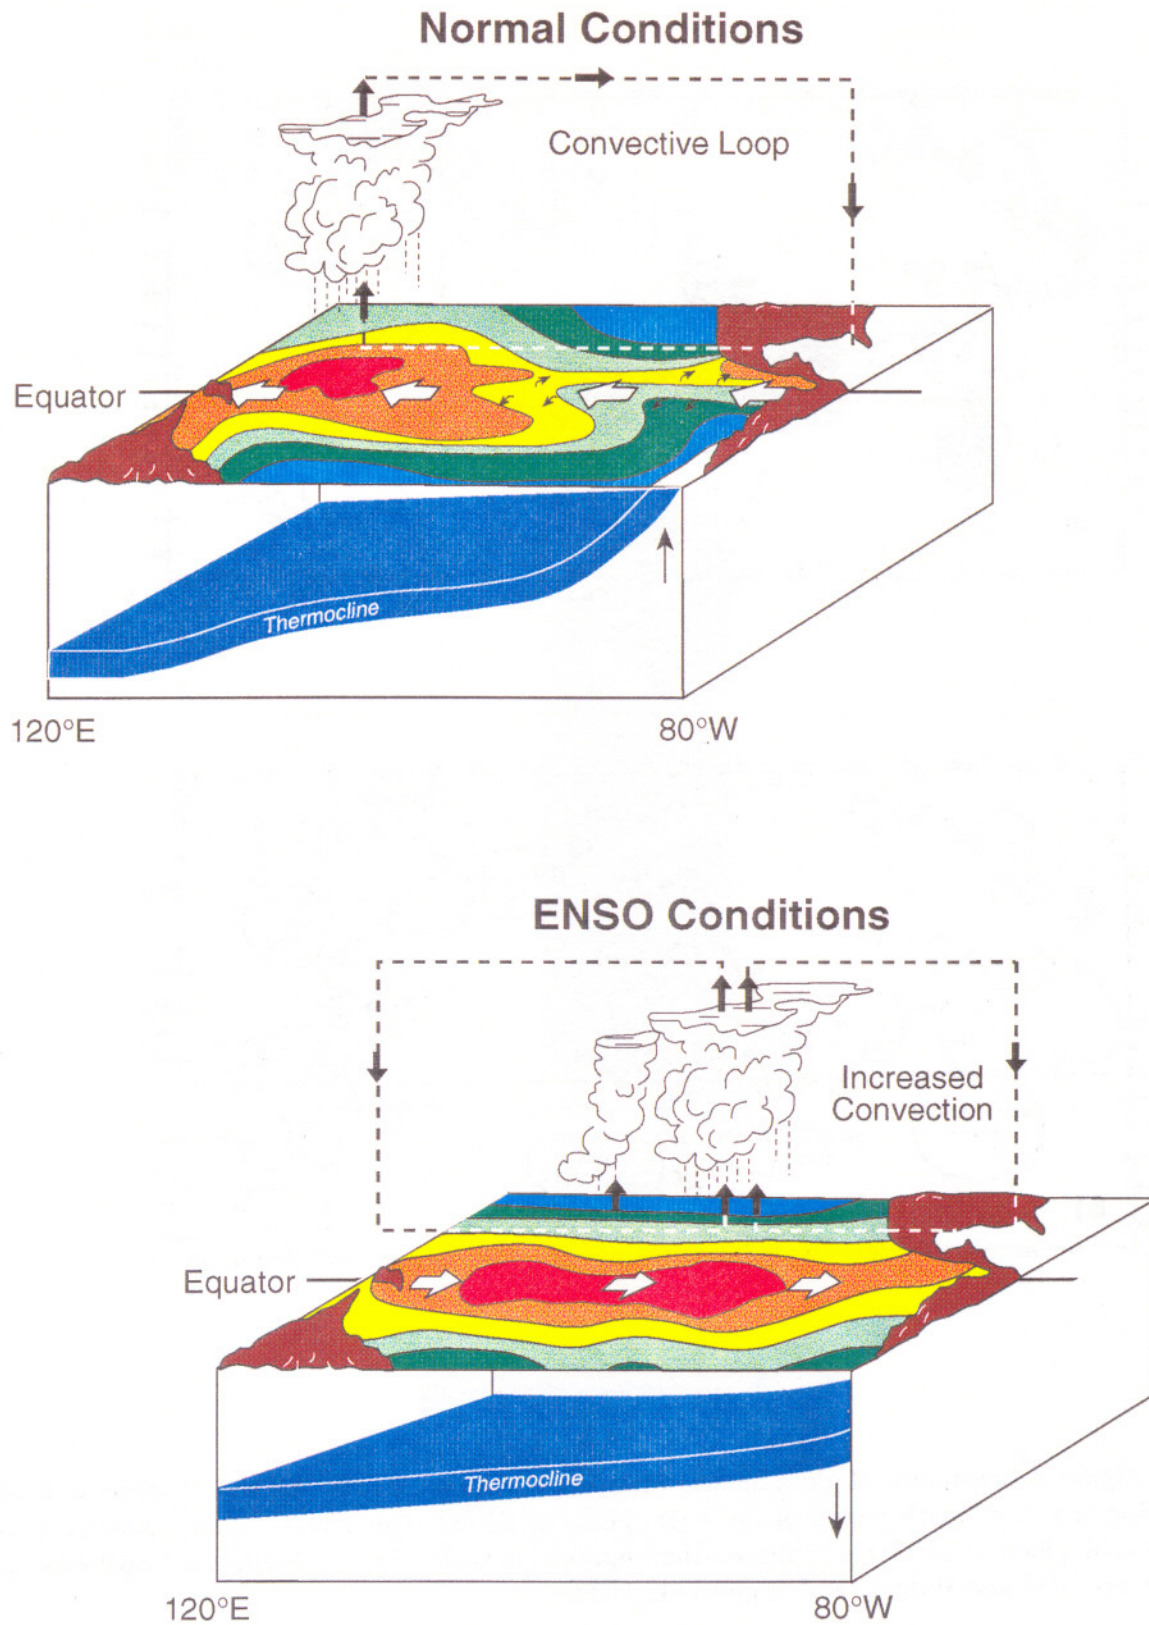 Normal Conditions
Convective Loop
Equator
Thermocline
120°E
80°W
ENSO Conditions
Increased
Convection
Equator
Thermocline
120°E
80°W